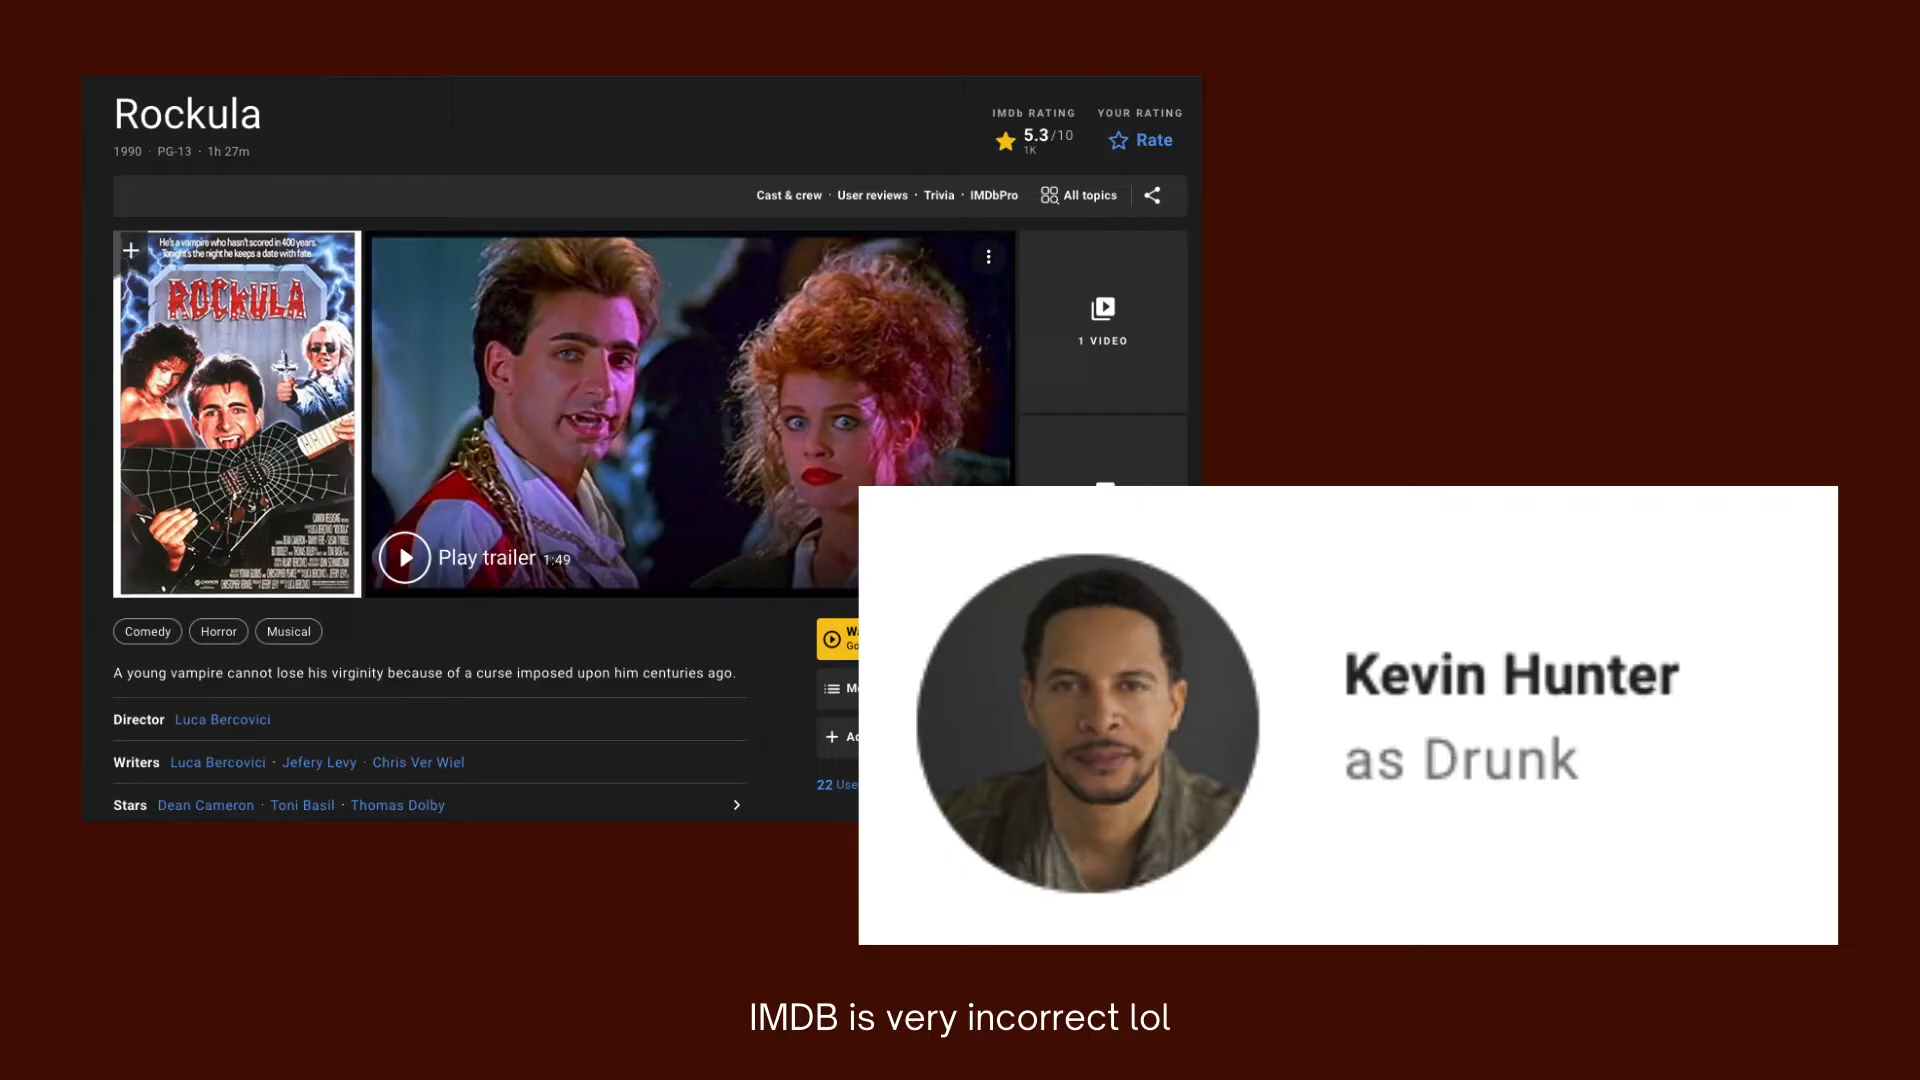 Rockula
1990 · PG-13 · 1h 27m
IMDb RATING
5.3/10
1K
YOUR RATING
Rate
Cast & crew · User reviews · Trivia · IMDbPro
All topics
He's a vampire who hasn't scored in 400 years.
Tonight's the night he keeps a date with fate.
ROCKULA
Play trailer 1:49
1 VIDEO
Comedy
Horror
Musical
A young vampire cannot lose his virginity because of a curse imposed upon him centuries ago.
Director Luca Bercovici
Writers Luca Bercovici · Jefery Levy · Chris Ver Wiel
Stars Dean Cameron · Toni Basil · Thomas Dolby
22 Use
Kevin Hunter
as Drunk
IMDB is very incorrect lol